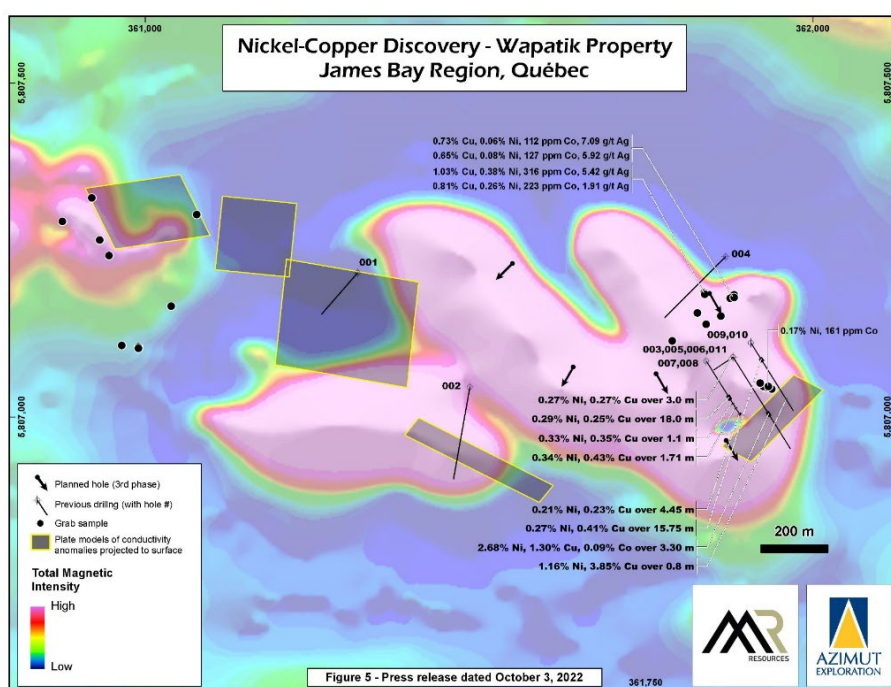 361,000
362,000
Nickel-Copper Discovery - Wapatik Property
James Bay Region, Québec
5,807,500
5,807,500
0.73% Cu, 0.06% Ni, 112 ppm Co, 7.09 g/t Ag
0.65% Cu, 0.08% Ni, 127 ppm Co, 5.92 g/t Ag
1.03% Cu, 0.38% Ni, 316 ppm Co, 5.42 g/t Ag
0.81% Cu, 0.26% Ni, 223 ppm Co, 1.91 g/t Ag
004
001
0.17% Ni, 161 ppm Co
009,010
003,005,006,011
007,008
002
0.27% Ni, 0.27% Cu over 3.0 m
0.29% Ni, 0.25% Cu over 18.0 m
0.33% Ni, 0.35% Cu over 1.1 m
0.34% Ni, 0.43% Cu over 1.71 m
5,807,000
5,807,000
0.21% Ni, 0.23% Cu over 4.45 m
0.27% Ni, 0.41% Cu over 15.75 m
2.68% Ni, 1.30% Cu, 0.09% Co over 3.30 m
1.16% Ni, 3.85% Cu over 0.8 m
200 m
Planned hole (3rd phase)
Previous drilling (with hole #)
Grab sample
Plate models of conductivity
anomalies projected to surface
Total Magnetic
Intensity
High
Low
RESOURCES
AZIMUT
EXPLORATION
Figure 5 - Press release dated October 3, 2022
361,750